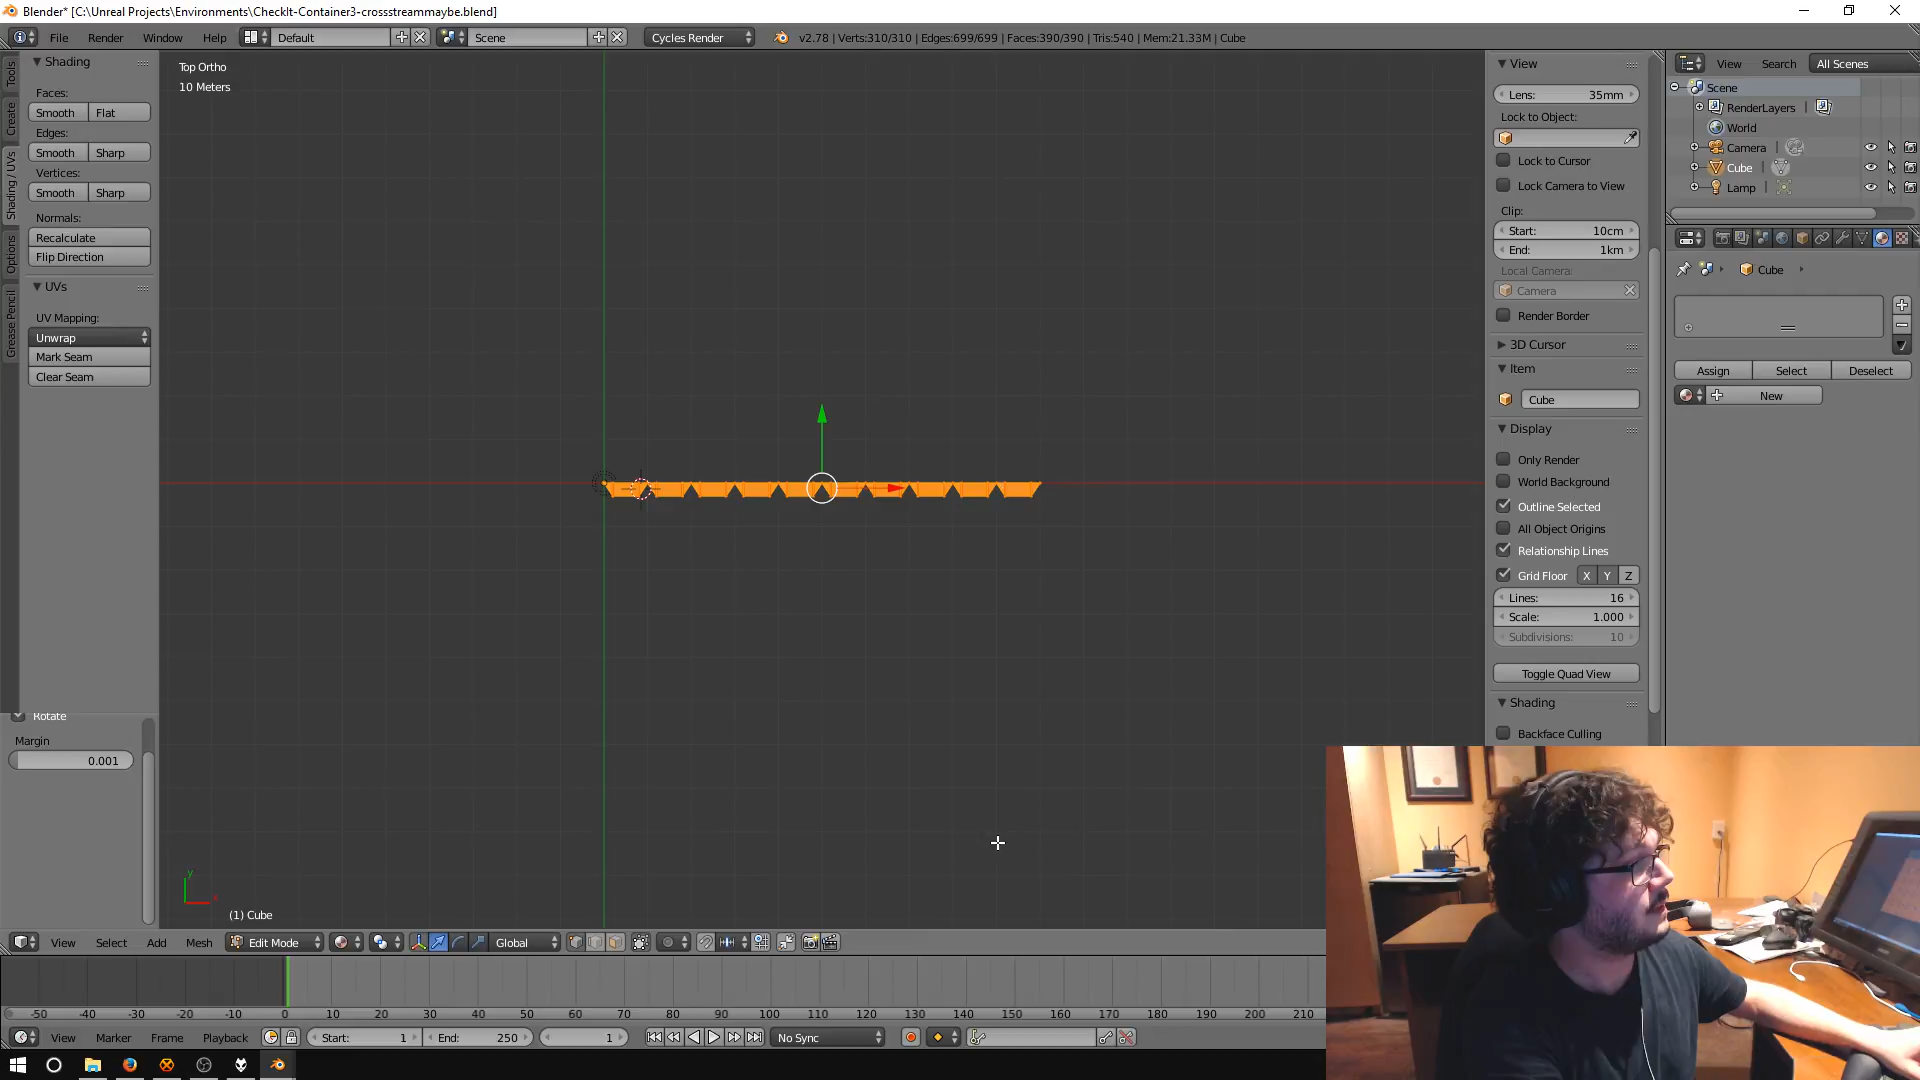 Blender* [C:\Unreal Projects\Environments\CheckIt-Container3-crossstreammaybe.blend]
File Render Window Help Default Scene Cycles Render v2.78 | Verts:310/310 | Edges:699/699 | Faces:390/390 | Tris:540 | Mem:21.33M | Cube
Tools
Create
Shading / UVs
Options
Grease Pencil
Shading
Faces:
Smooth Flat
Edges:
Smooth Sharp
Vertices:
Smooth Sharp
Normals:
Recalculate
Flip Direction
UVs
UV Mapping:
Unwrap
Mark Seam
Clear Seam
Rotate
Margin
0.001
Top Ortho
10 Meters
y
x
(1) Cube
View
Lens: 35mm
Lock to Object:
Lock to Cursor
Lock Camera to View
Clip:
Start: 10cm
End: 1km
Local Camera:
Camera
Render Border
3D Cursor
Item
Cube
Display
Only Render
World Background
Outline Selected
All Object Origins
Relationship Lines
Grid Floor X Y Z
Lines: 16
Scale: 1.000
Subdivisions: 10
Toggle Quad View
Shading
Backface Culling
View Search All Scenes
Scene
RenderLayers |
World
Camera |
Cube |
Lamp |
Cube
Assign Select Deselect
New
View Select Add Mesh Edit Mode Global
-50 -40 -30 -20 -10 0 10 20 30 40 50 60 70 80 90 100 110 120 130 140 150 160 170 180 190 200 210
View Marker Frame Playback Start: 1 End: 250 1 No Sync